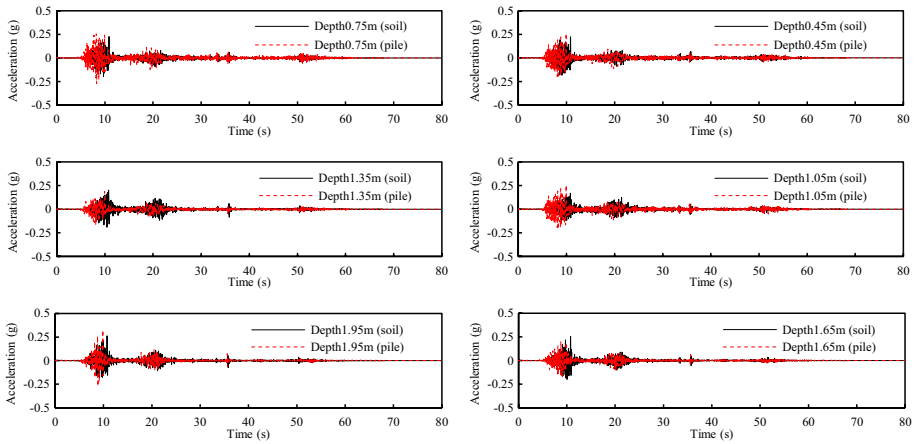 0.5
0.25
0
-0.25
-0.5
Acceleration (g)
Depth0.75m (soil)
Depth0.75m (pile)
0 10 20 30 40 50 60 70 80
Time (s)
0.5
0.25
0
-0.25
-0.5
Acceleration (g)
Depth0.45m (soil)
Depth0.45m (pile)
0 10 20 30 40 50 60 70 80
Time (s)
0.5
0.25
0
-0.25
-0.5
Acceleration (g)
Depth1.35m (soil)
Depth1.35m (pile)
0 10 20 30 40 50 60 70 80
Time (s)
0.5
0.25
0
-0.25
-0.5
Acceleration (g)
Depth1.05m (soil)
Depth1.05m (pile)
0 10 20 30 40 50 60 70 80
Time (s)
0.5
0.25
0
-0.25
-0.5
Acceleration (g)
Depth1.95m (soil)
Depth1.95m (pile)
0 10 20 30 40 50 60 70 80
Time (s)
0.5
0.25
0
-0.25
-0.5
Acceleration (g)
Depth1.65m (soil)
Depth1.65m (pile)
0 10 20 30 40 50 60 70 80
Time (s)